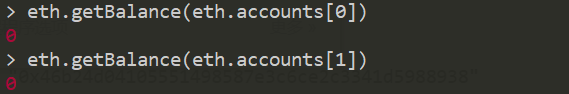 > eth.getBalance(eth.accounts[0])
0
> eth.getBalance(eth.accounts[1])
0